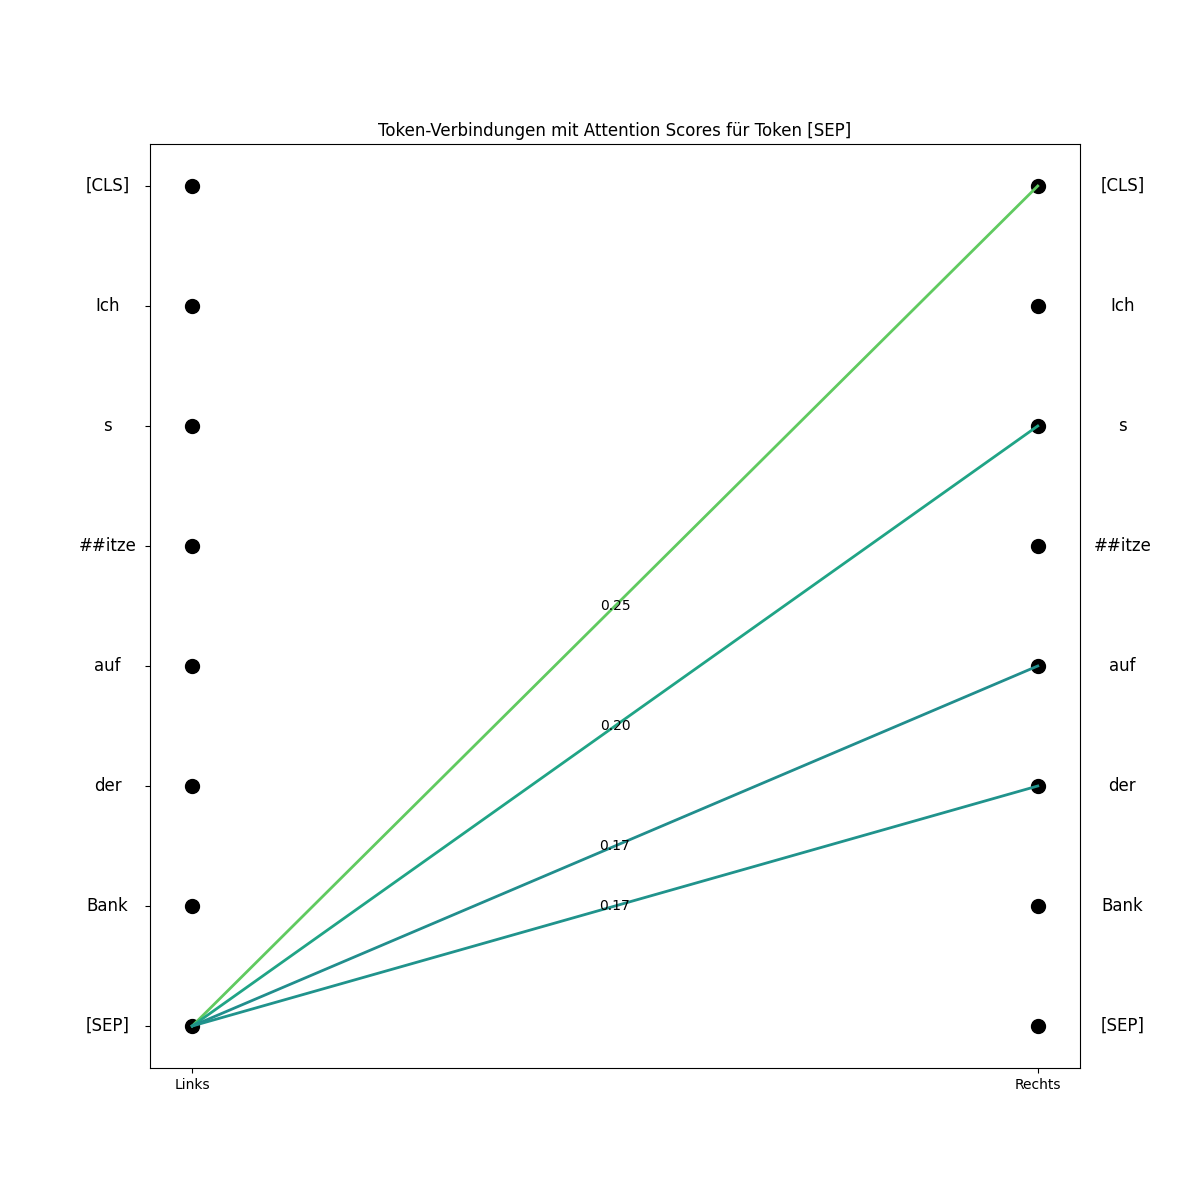 Token-Verbindungen mit Attention Scores für Token [SEP]
[CLS] [CLS]
Ich Ich
s s
##itze ##itze
0.25
auf auf
0.20
der der
0.17
Bank 0.17 Bank
[SEP] [SEP]
Links Rechts